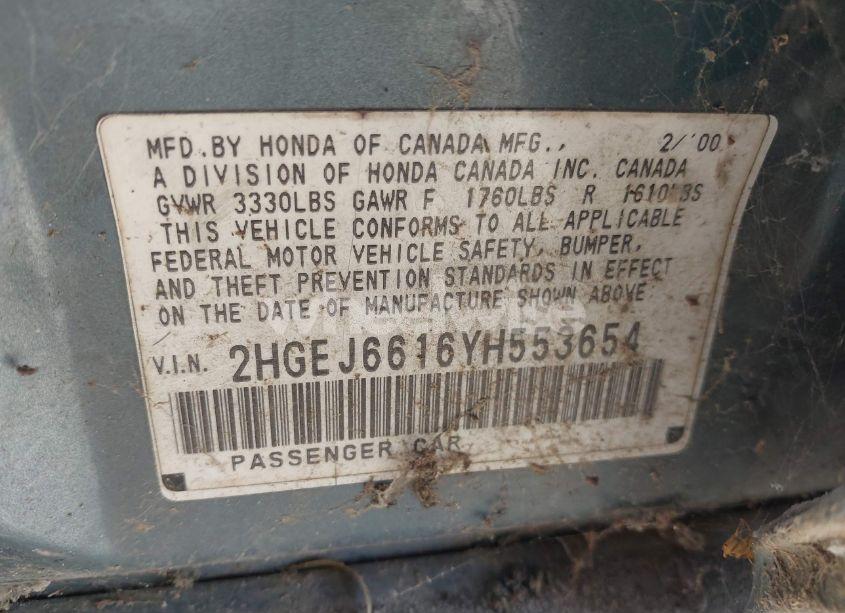 MFD.BY HONDA OF CANADA MFG., 2/'00
A DIVISION OF HONDA CANADA INC. CANADA
GVWR 3330LBS GAWR F 1760LBS R 1610LBS
THIS VEHICLE CONFORMS TO ALL APPLICABLE
FEDERAL MOTOR VEHICLE SAFETY, BUMPER,
AND THEFT PREVENTION STANDARDS IN EFFECT
ON THE DATE OF MANUFACTURE SHOWN ABOVE
V.I.N. 2HGEJ6616YH553654
PASSENGER CAR